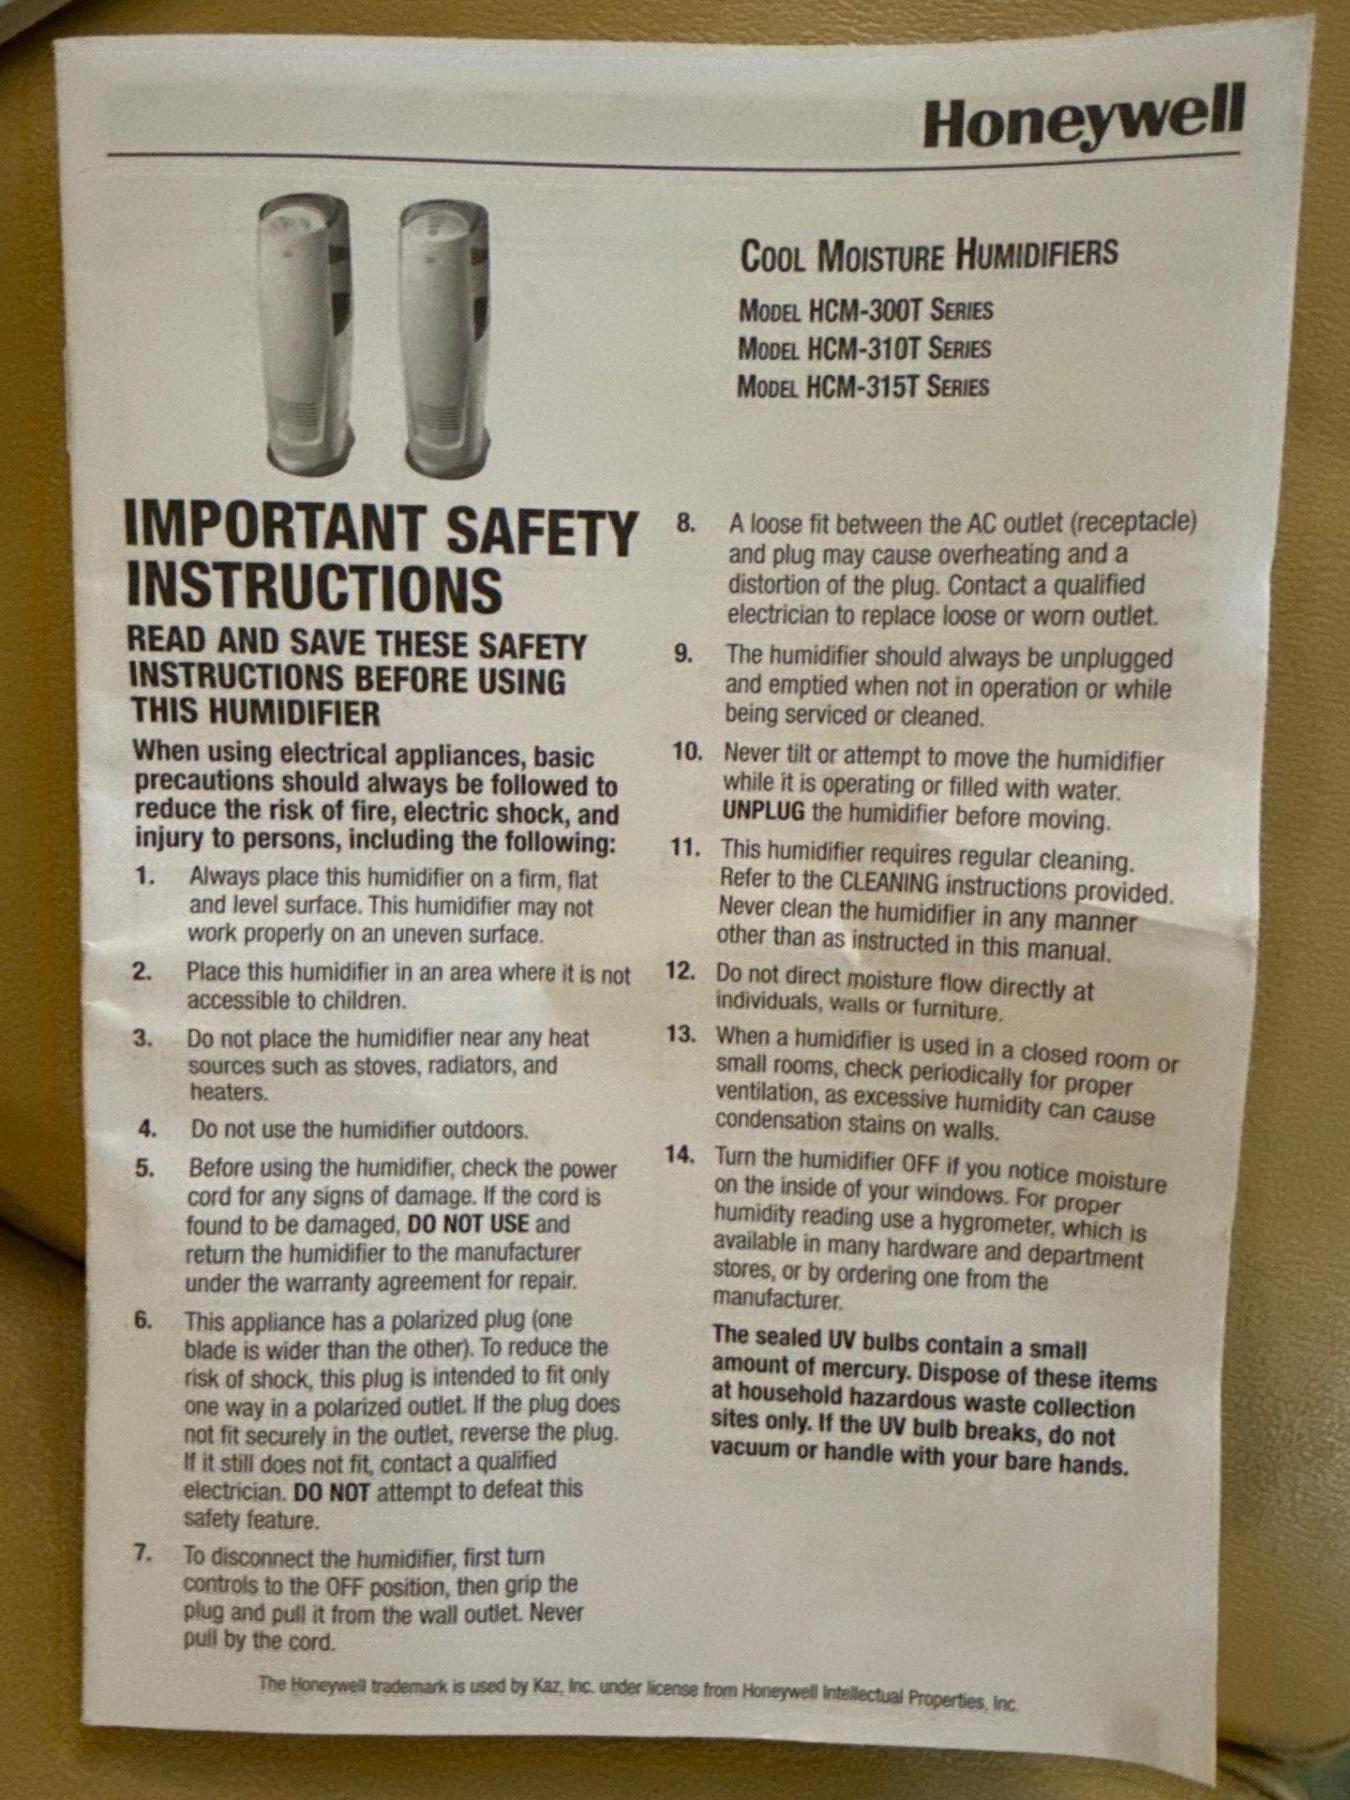 Honeywell
COOL MOISTURE HUMIDIFIERS
MODEL HCM-300T SERIES
MODEL HCM-310T SERIES
MODEL HCM-315T SERIES
IMPORTANT SAFETY
INSTRUCTIONS
READ AND SAVE THESE SAFETY
INSTRUCTIONS BEFORE USING
THIS HUMIDIFIER
When using electrical appliances, basic
precautions should always be followed to
reduce the risk of fire, electric shock, and
injury to persons, including the following:
1. Always place this humidifier on a firm, flat
and level surface. This humidifier may not
work properly on an uneven surface.
2. Place this humidifier in an area where it is not
accessible to children.
3. Do not place the humidifier near any heat
sources such as stoves, radiators, and
heaters.
4. Do not use the humidifier outdoors.
5. Before using the humidifier, check the power
cord for any signs of damage. If the cord is
found to be damaged, DO NOT USE and
return the humidifier to the manufacturer
under the warranty agreement for repair.
6. This appliance has a polarized plug (one
blade is wider than the other). To reduce the
risk of shock, this plug is intended to fit only
one way in a polarized outlet. If the plug does
not fit securely in the outlet, reverse the plug.
If it still does not fit, contact a qualified
electrician. DO NOT attempt to defeat this
safety feature.
7. To disconnect the humidifier, first turn
controls to the OFF position, then grip the
plug and pull it from the wall outlet. Never
pull by the cord.
8. A loose fit between the AC outlet (receptacle)
and plug may cause overheating and a
distortion of the plug. Contact a qualified
electrician to replace loose or worn outlet.
9. The humidifier should always be unplugged
and emptied when not in operation or while
being serviced or cleaned.
10. Never tilt or attempt to move the humidifier
while it is operating or filled with water.
UNPLUG the humidifier before moving.
11. This humidifier requires regular cleaning.
Refer to the CLEANING instructions provided.
Never clean the humidifier in any manner
other than as instructed in this manual.
12. Do not direct moisture flow directly at
individuals, walls or furniture.
13. When a humidifier is used in a closed room or
small rooms, check periodically for proper
ventilation, as excessive humidity can cause
condensation stains on walls.
14. Turn the humidifier OFF if you notice moisture
on the inside of your windows. For proper
humidity reading use a hygrometer, which is
available in many hardware and department
stores, or by ordering one from the
manufacturer.
The sealed UV bulbs contain a small
amount of mercury. Dispose of these items
at household hazardous waste collection
sites only. If the UV bulb breaks, do not
vacuum or handle with your bare hands.
The Honeywell trademark is used by Kaz, Inc. under license from Honeywell Intellectual Properties, Inc.